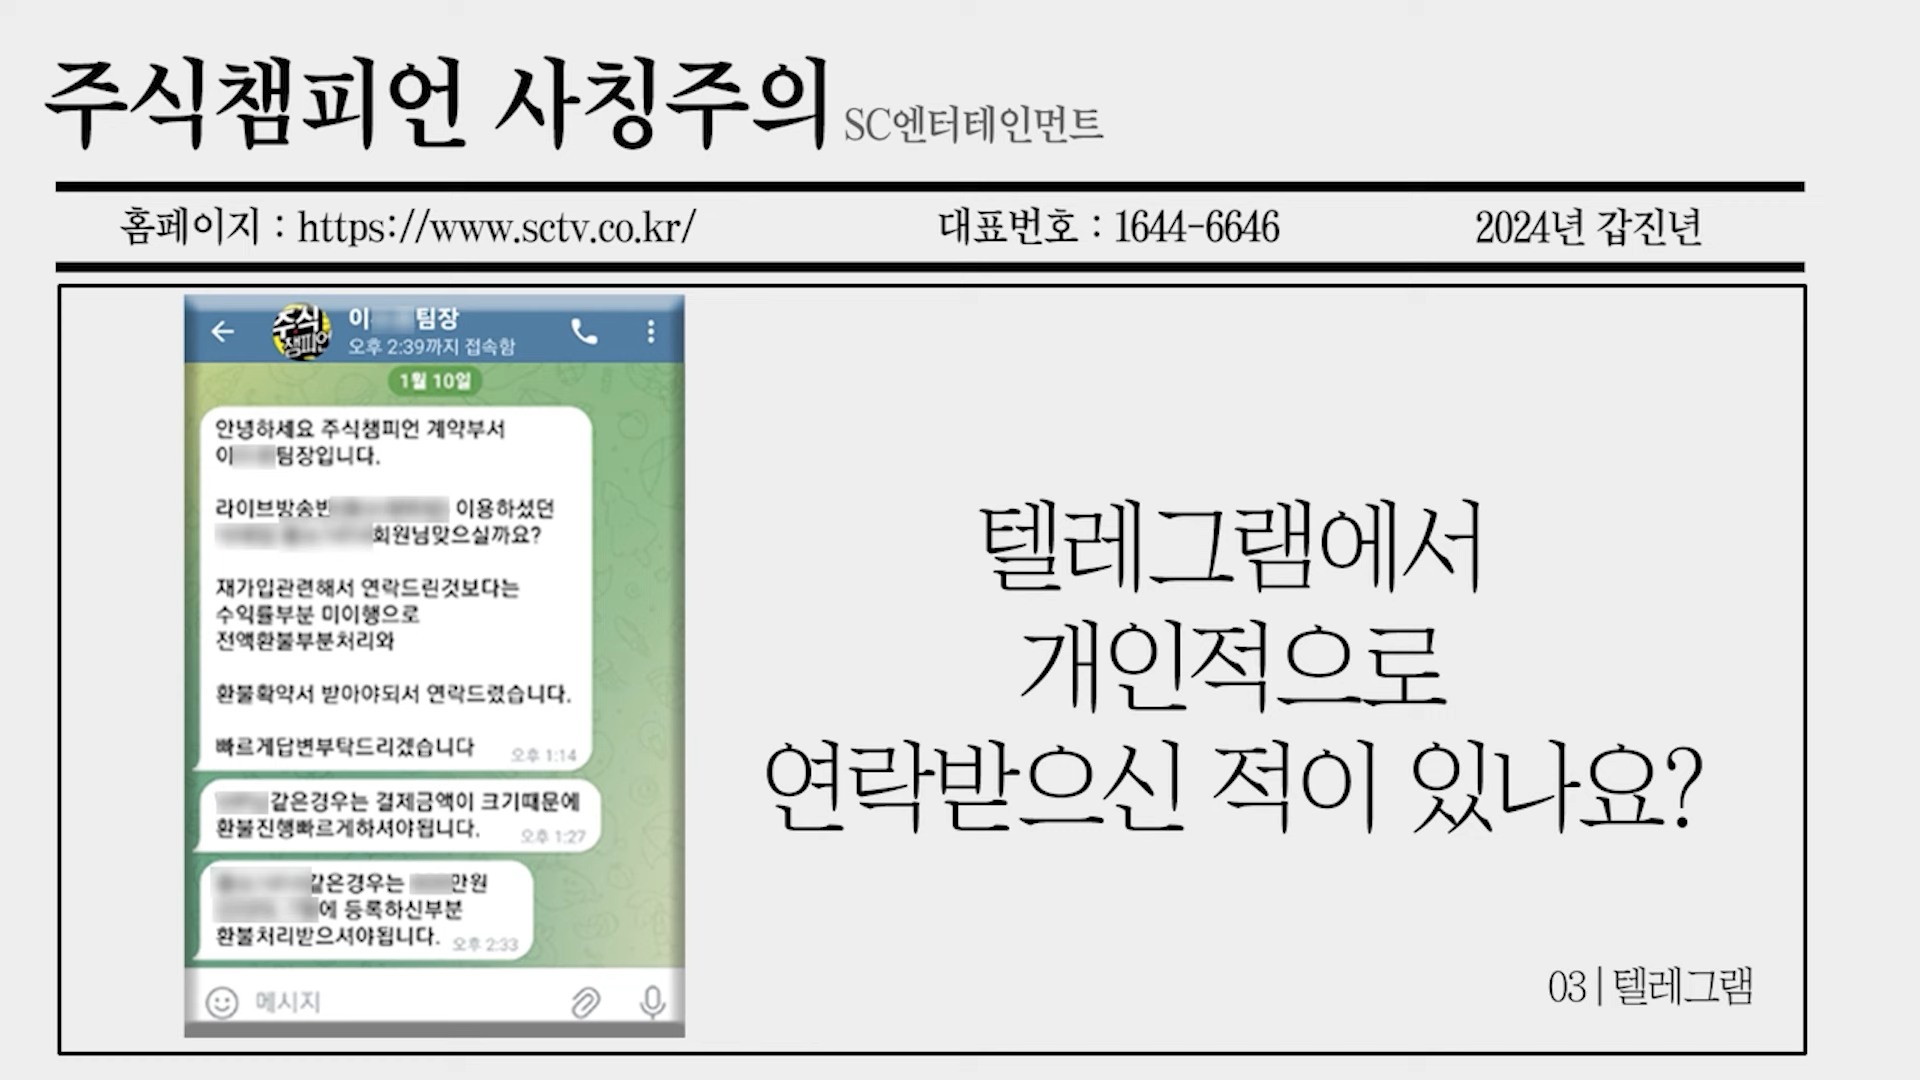 주식챔피언 사칭주의 SC엔터테인먼트
홈페이지 : https://www.sctv.co.kr/ 대표번호 : 1644-6646 2024년 갑진년
주식
챔피언
이 팀장
오후 2:39까지 접속함
1월 10일
안녕하세요 주식챔피언 계약부서
이 팀장입니다.
라이브방송반 이용하셨던
회원님맞으실까요?
재가입관련해서 연락드린것보다는
수익률부분 미이행으로
전액환불부분처리와
환불확약서 받아야되서 연락드렸습니다.
빠르게답변부탁드리겠습니다 오후 1:14
같은경우는 결제금액이 크기때문에
환불진행빠르게하셔야됩니다. 오후 1:27
같은경우는 만원
에 등록하신부분
환불처리받으셔야됩니다. 오후 2:33
메시지
텔레그램에서
개인적으로
연락받으신 적이 있나요?
03 | 텔레그램